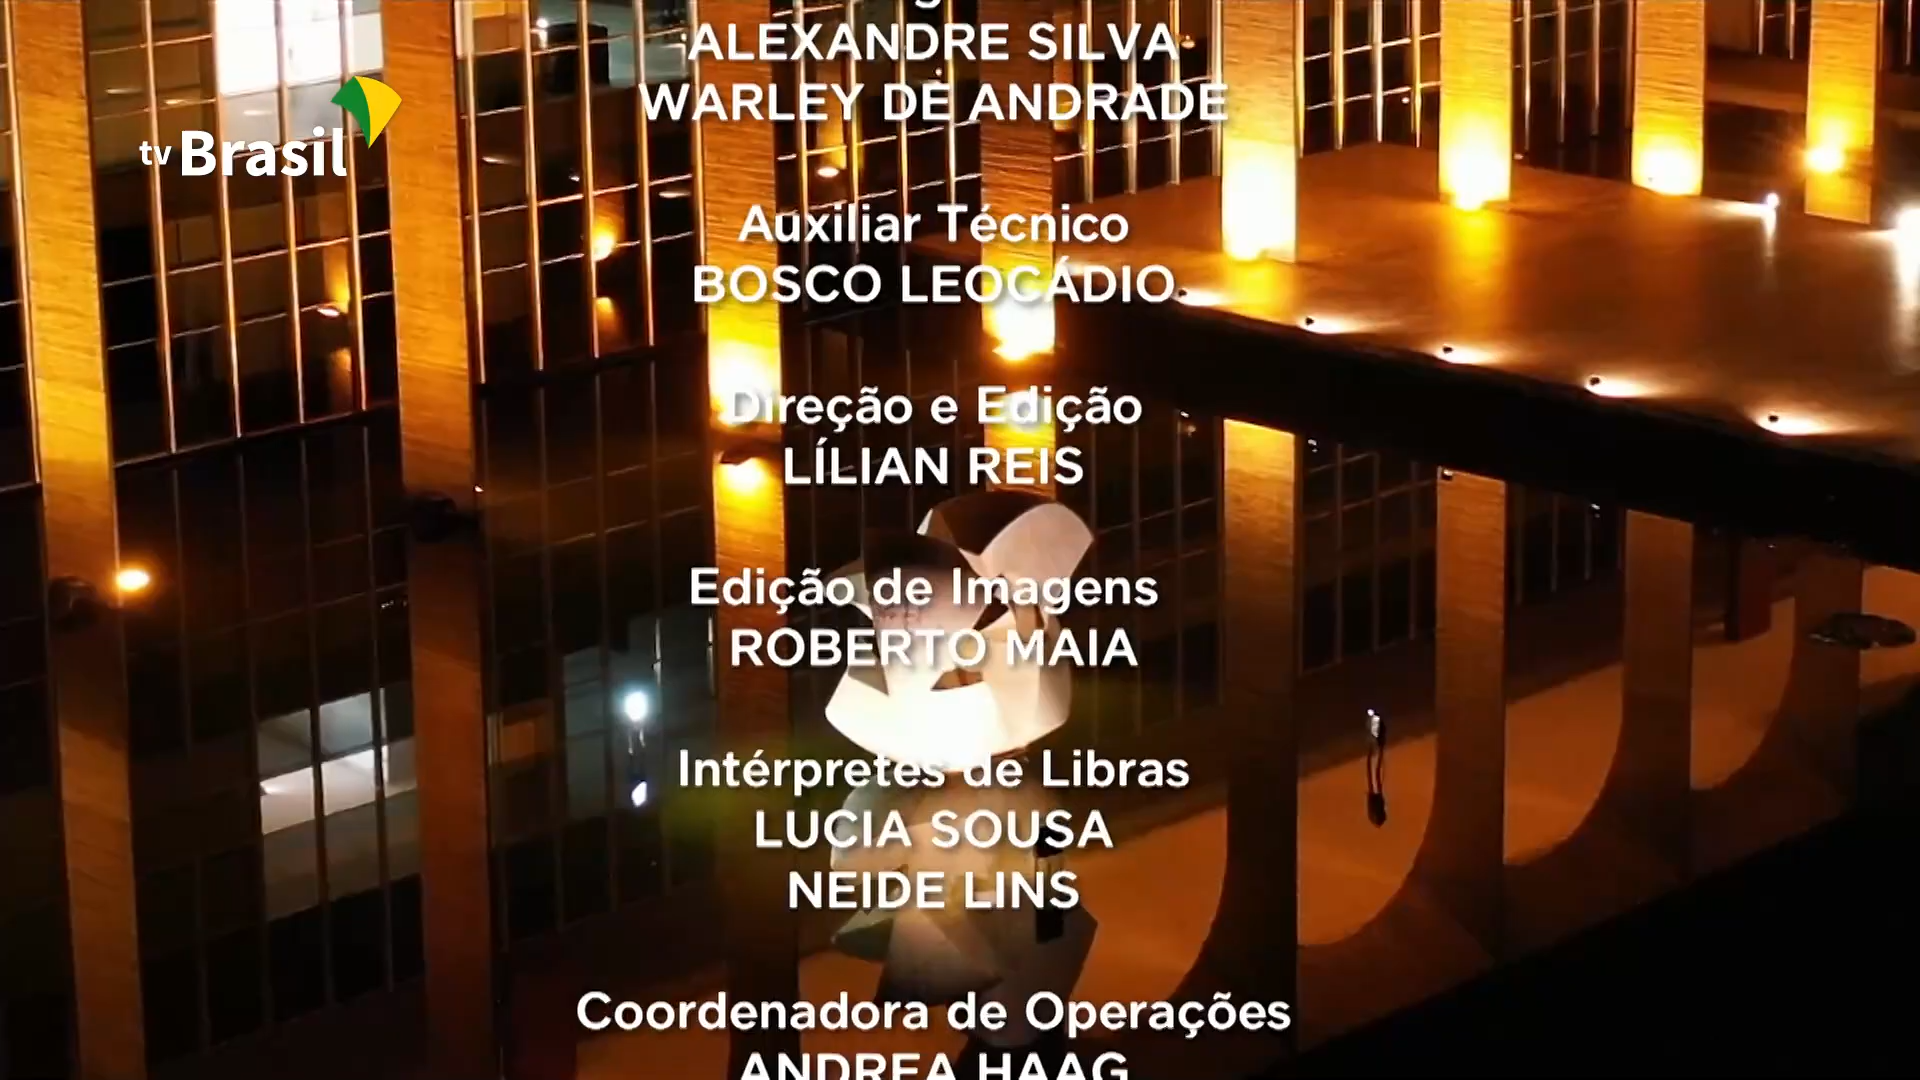 ALEXANDRE SILVA
WARLEY DE ANDRADE
tv Brasil
Auxiliar Técnico
BOSCO LEOCÁDIO
Direção e Edição
LÍLIAN REIS
Edição de Imagens
ROBERTO MAIA
Intérpretes de Libras
LUCIA SOUSA
NEIDE LINS
Coordenadora de Operações
ANDREA HAAG